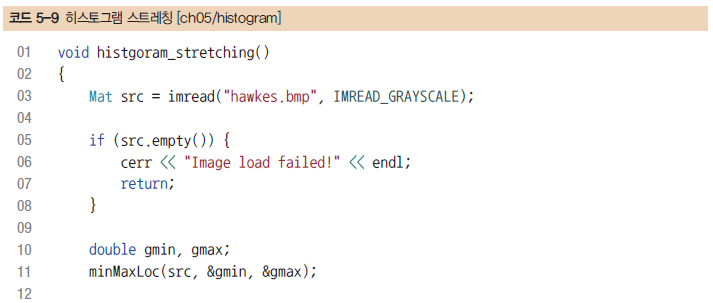 코드 5-9 히스토그램 스트레칭 [ch05/histogram]
01 void histgoram_stretching()
02 {
03 Mat src = imread("hawkes.bmp", IMREAD_GRAYSCALE);
04
05 if (src.empty()) {
06 cerr << "Image load failed!" << endl;
07 return;
08 }
09
10 double gmin, gmax;
11 minMaxLoc(src, &gmin, &gmax);
12